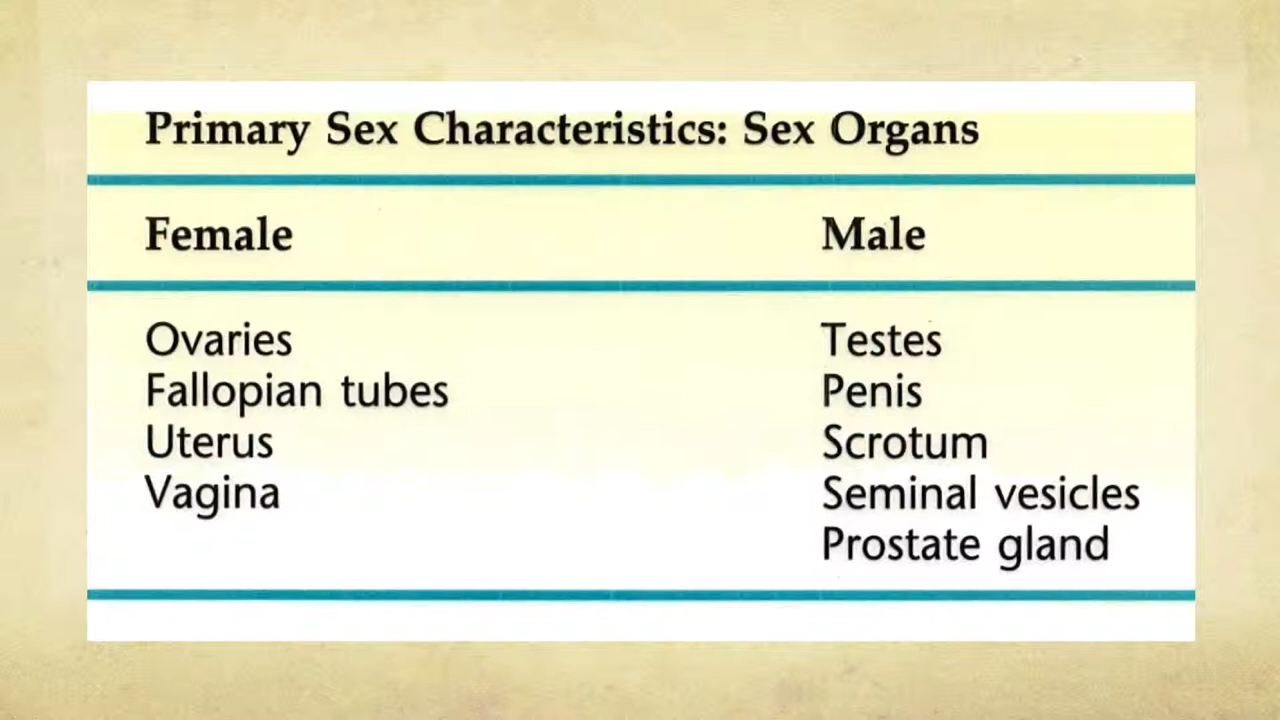 Primary Sex Characteristics: Sex Organs
Female Male
Ovaries Testes
Fallopian tubes Penis
Uterus Scrotum
Vagina Seminal vesicles
Prostate gland